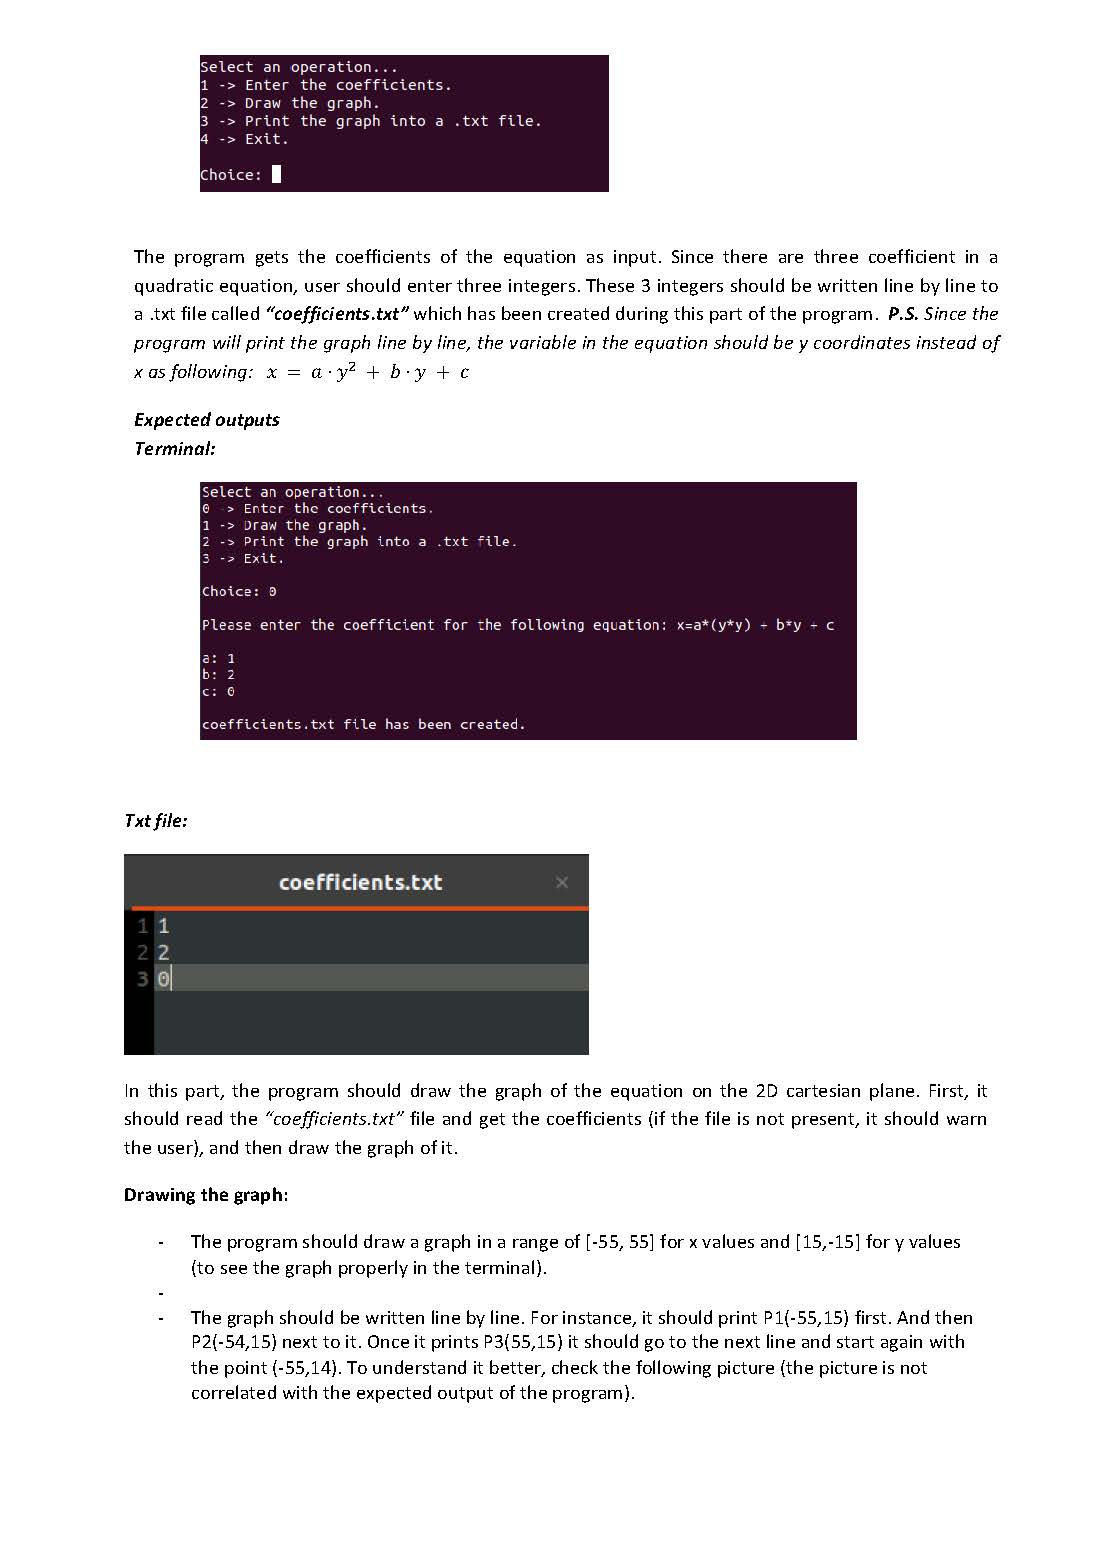 Select an operation...
1 -> Enter the coefficients.
2 -> Draw the graph.
3 -> Print the graph into a .txt file.
4 -> Exit.
Choice:
The program gets the coefficients of the equation as input. Since there are three coefficient in a
quadratic equation, user should enter three integers. These 3 integers should be written line by line to
a .txt file called “coefficients.txt” which has been created during this part of the program. P.S. Since the
program will print the graph line by line, the variable in the equation should be y coordinates instead of
x as following: x = a · y² + b · y + c
Expected outputs
Terminal:
Select an operation...
0 -> Enter the coefficients.
1 -> Draw the graph.
2 -> Print the graph into a .txt file.
3 -> Exit.
Choice: 0
Please enter the coefficient for the following equation: x=a*(y*y) + b*y + c
a: 1
b: 2
c: 0
coefficients.txt file has been created.
Txt file:
coefficients.txt ×
1 1
2 2
3 0
In this part, the program should draw the graph of the equation on the 2D cartesian plane. First, it
should read the “coefficients.txt” file and get the coefficients (if the file is not present, it should warn
the user), and then draw the graph of it.
Drawing the graph:
- The program should draw a graph in a range of [-55, 55] for x values and [15,-15] for y values
(to see the graph properly in the terminal).
-
- The graph should be written line by line. For instance, it should print P1(-55,15) first. And then
P2(-54,15) next to it. Once it prints P3(55,15) it should go to the next line and start again with
the point (-55,14). To understand it better, check the following picture (the picture is not
correlated with the expected output of the program).